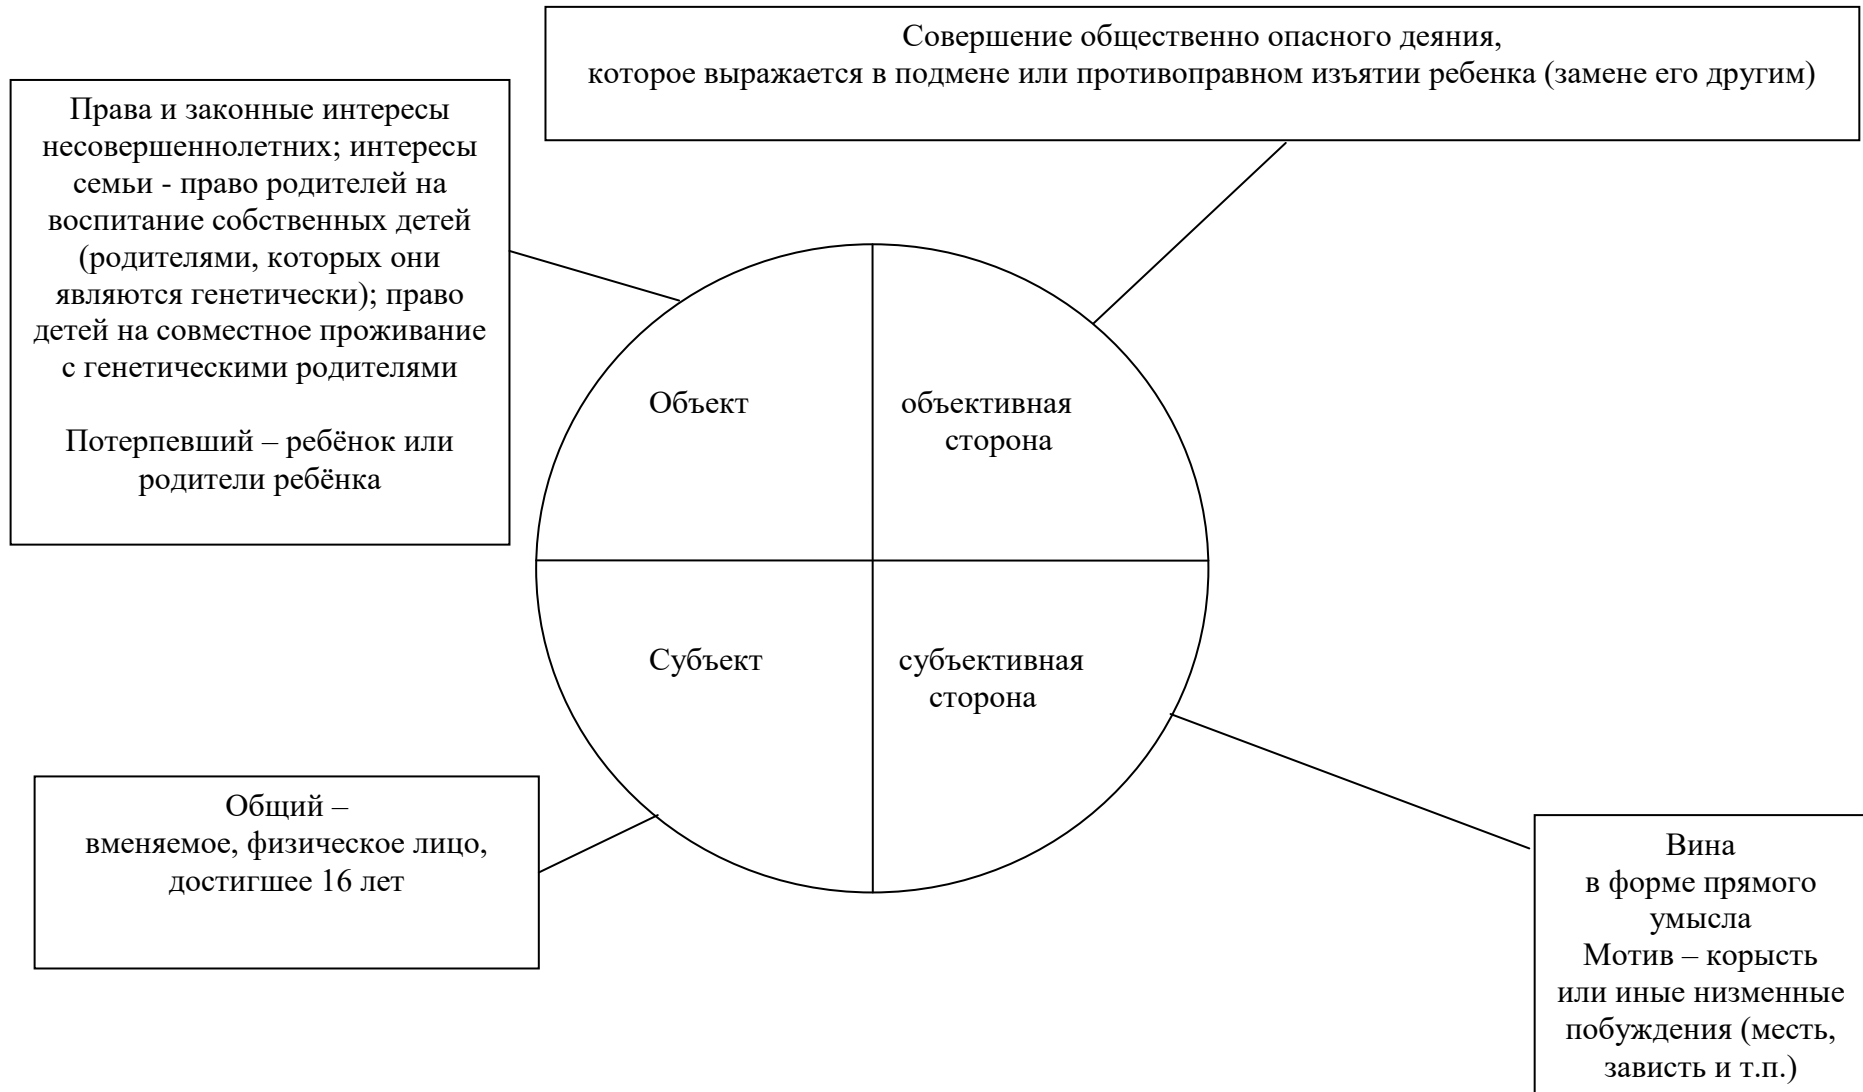 Совершение общественно опасного деяния,
которое выражается в подмене или противоправном изъятии ребенка (замене его другим)
Права и законные интересы
несовершеннолетних; интересы
семьи - право родителей на
воспитание собственных детей
(родителями, которых они
являются генетически); право
детей на совместное проживание
с генетическими родителями
Потерпевший – ребёнок или
родители ребёнка
Объект
объективная
сторона
Субъект
субъективная
сторона
Общий –
вменяемое, физическое лицо,
достигшее 16 лет
Вина
в форме прямого
умысла
Мотив – корысть
или иные низменные
побуждения (месть,
зависть и т.п.)